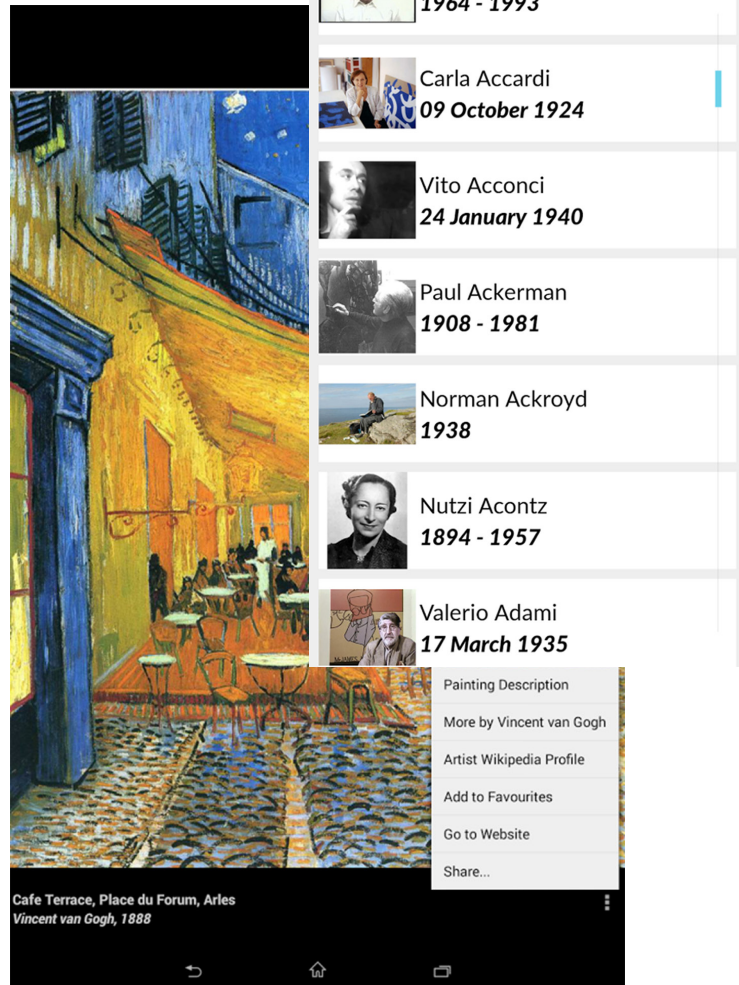 1964 - 1993
Carla Accardi
09 October 1924
Vito Acconci
24 January 1940
Paul Ackerman
1908 - 1981
Norman Ackroyd
1938
Nutzi Acontz
1894 - 1957
Valerio Adami
17 March 1935
Painting Description
More by Vincent van Gogh
Artist Wikipedia Profile
Add to Favourites
Go to Website
Share...
Cafe Terrace, Place du Forum, Arles
Vincent van Gogh, 1888